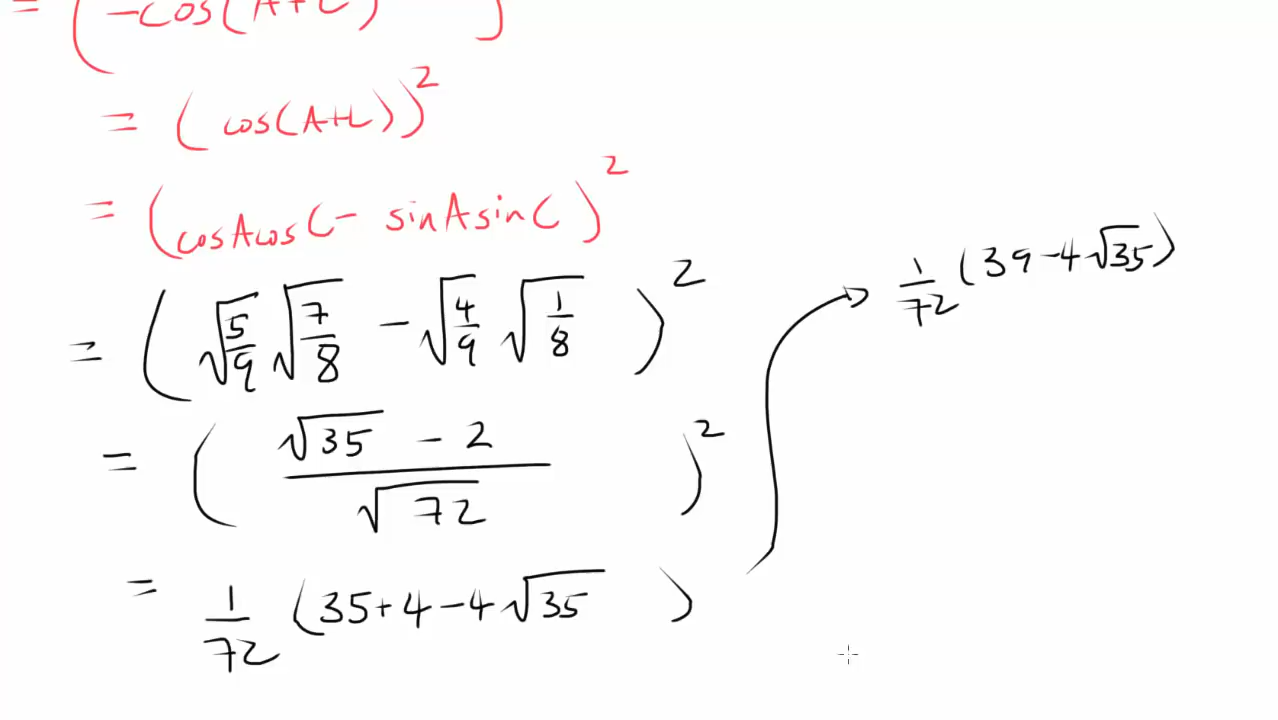 = (-cos(A+C)
= (cos(A+C))²
= (cosAcosC - sinAsinC)²
= (√5/9 √7/8 - √4/9 √1/8)²
= ((√35 - 2)/√72)²
= 1/72 (35+4-4√35)
1/72 (39-4√35)